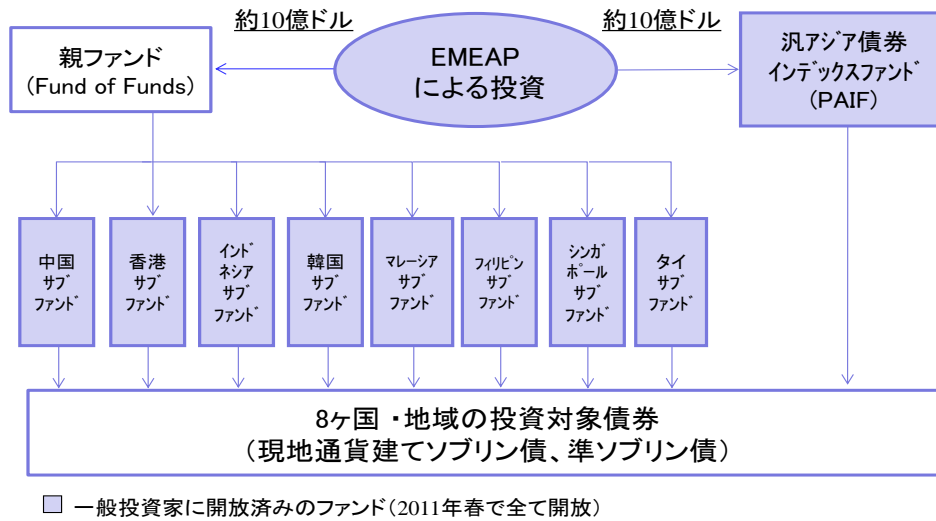 約10億ドル
約10億ドル
親ファンド
(Fund of Funds)
EMEAP
による投資
汎アジア債券
インデックスファンド
(PAIF)
中国
サブ
ファンド
香港
サブ
ファンド
インド
ネシア
サブ
ファンド
韓国
サブ
ファンド
マレーシア
サブ
ファンド
フィリピン
サブ
ファンド
シンガ
ポール
サブ
ファンド
タイ
サブ
ファンド
8ヶ国・地域の投資対象債券
(現地通貨建てソブリン債、準ソブリン債)
一般投資家に開放済みのファンド(2011年春で全て開放)